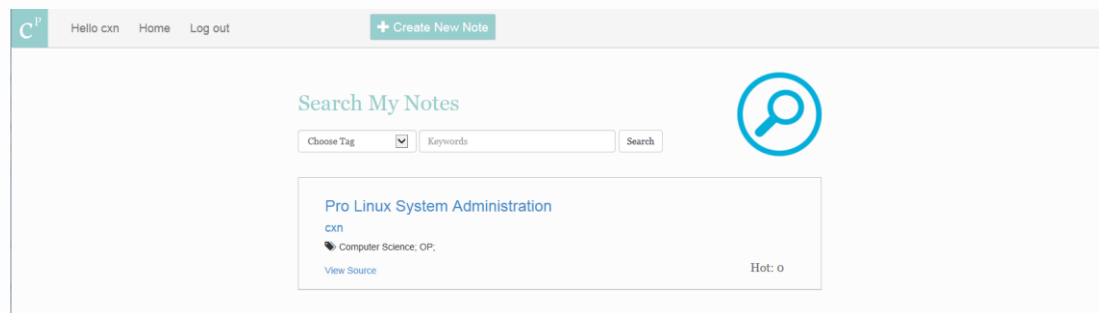 CP Hello cxn Home Log out Create New Note
Search My Notes
Choose Tag Keywords Search
Pro Linux System Administration
cxn
Computer Science; OP;
View Source Hot: 0